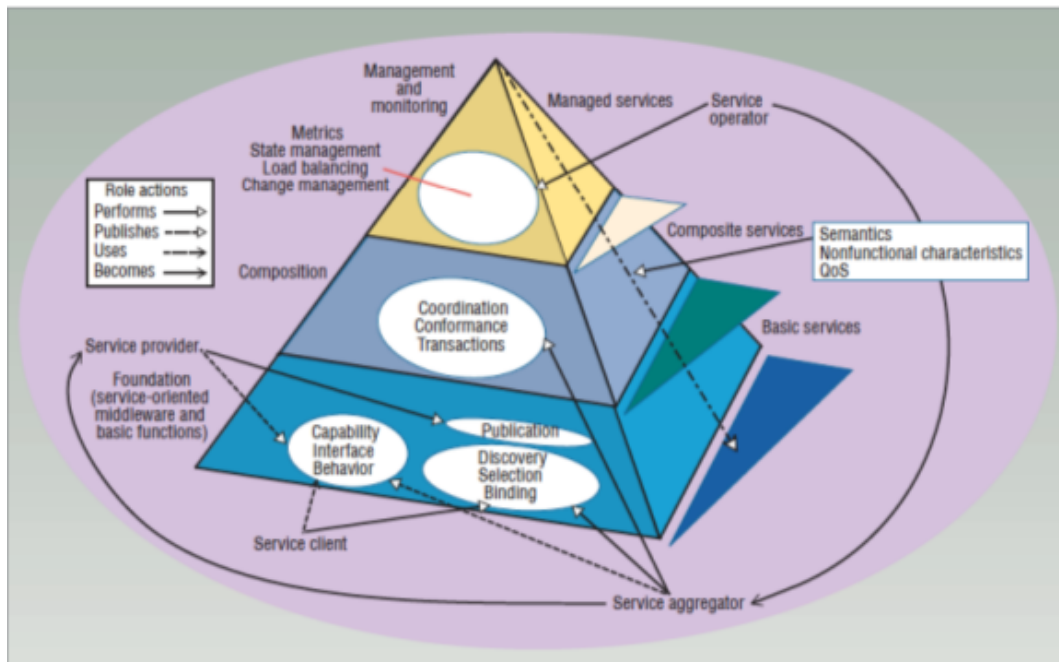 Management
and
monitoring
Managed services
Service
operator
Metrics
State management
Load balancing
Change management
Role actions
Performs
Publishes
Uses
Becomes
Composite services
Semantics
Nonfunctional characteristics
QoS
Composition
Coordination
Conformance
Transactions
Basic services
Service provider
Foundation
(service-oriented
middleware and
basic functions)
Capability
Interface
Behavior
Publication
Discovery
Selection
Binding
Service client
Service aggregator